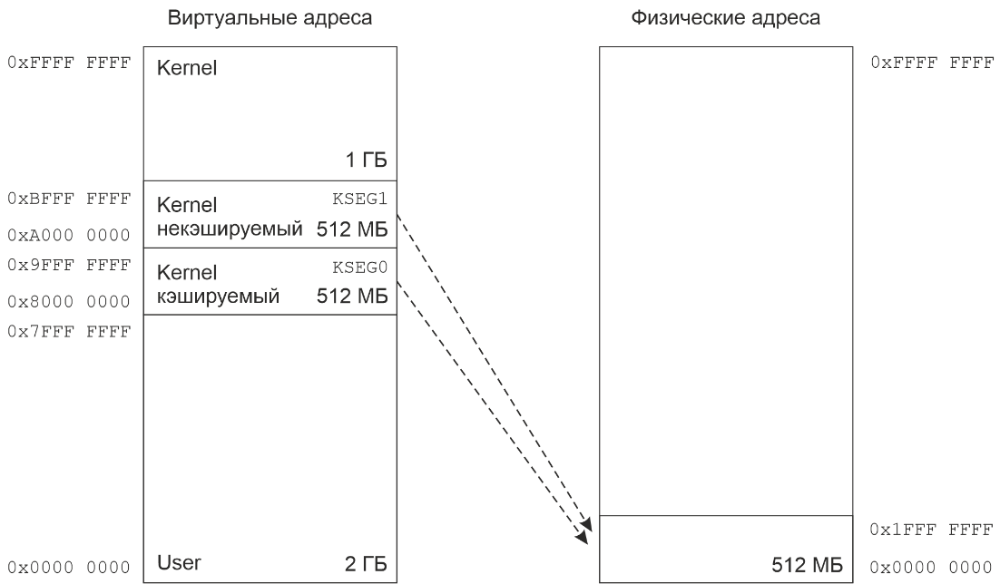 Виртуальные адреса
Физические адреса
0xFFFF FFFF
Kernel
0xFFFF FFFF
1 ГБ
0xBFFF FFFF
Kernel
KSEG1
некэшируемый
512 МБ
0xA000 0000
0x9FFF FFFF
Kernel
KSEG0
кэшируемый
512 МБ
0x8000 0000
0x7FFF FFFF
0x1FFF FFFF
0x0000 0000
User
2 ГБ
512 МБ
0x0000 0000